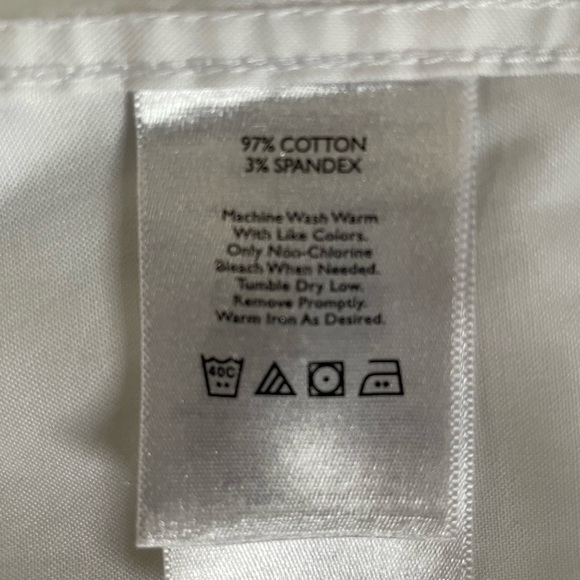 97% COTTON
3% SPANDEX
Machine Wash Warm
With Like Colors.
Only Non-Chlorine
Bleach When Needed.
Tumble Dry Low.
Remove Promptly.
Warm Iron As Desired.
40C